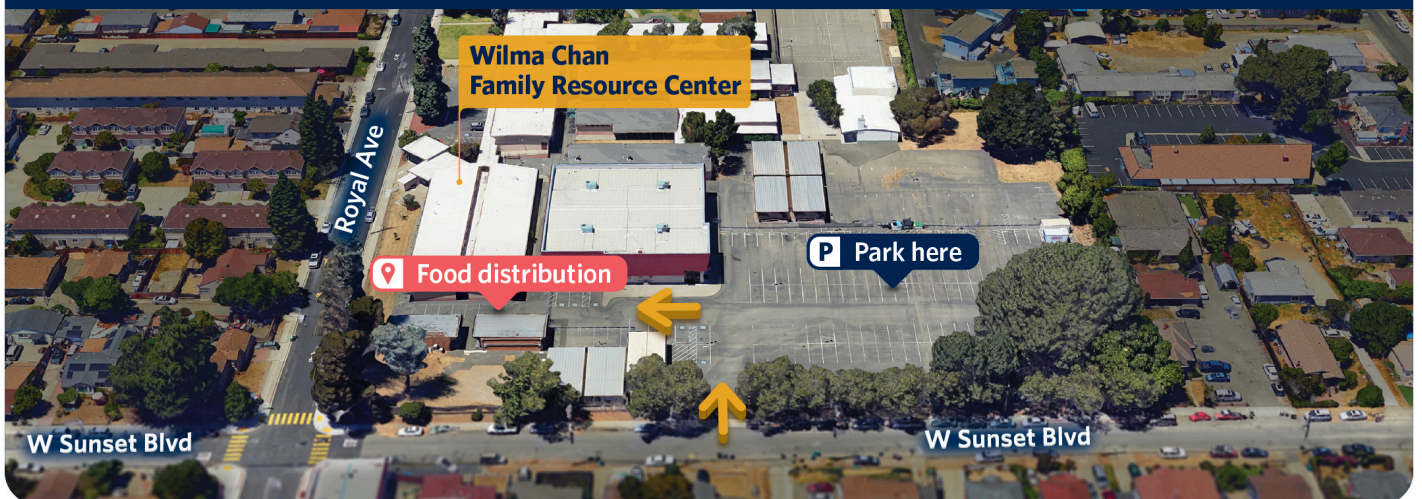 Wilma Chan
Family Resource Center
Royal Ave
P Park here
Food distribution
W Sunset Blvd
W Sunset Blvd